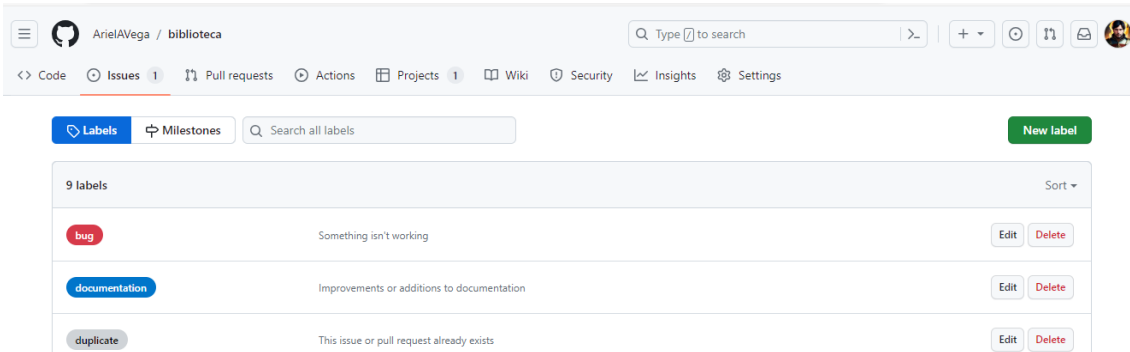 ArielAVega / biblioteca
Type / to search
Code Issues 1 Pull requests Actions Projects 1 Wiki Security Insights Settings
Labels Milestones Search all labels New label
9 labels Sort
bug Something isn't working Edit Delete
documentation Improvements or additions to documentation Edit Delete
duplicate This issue or pull request already exists Edit Delete